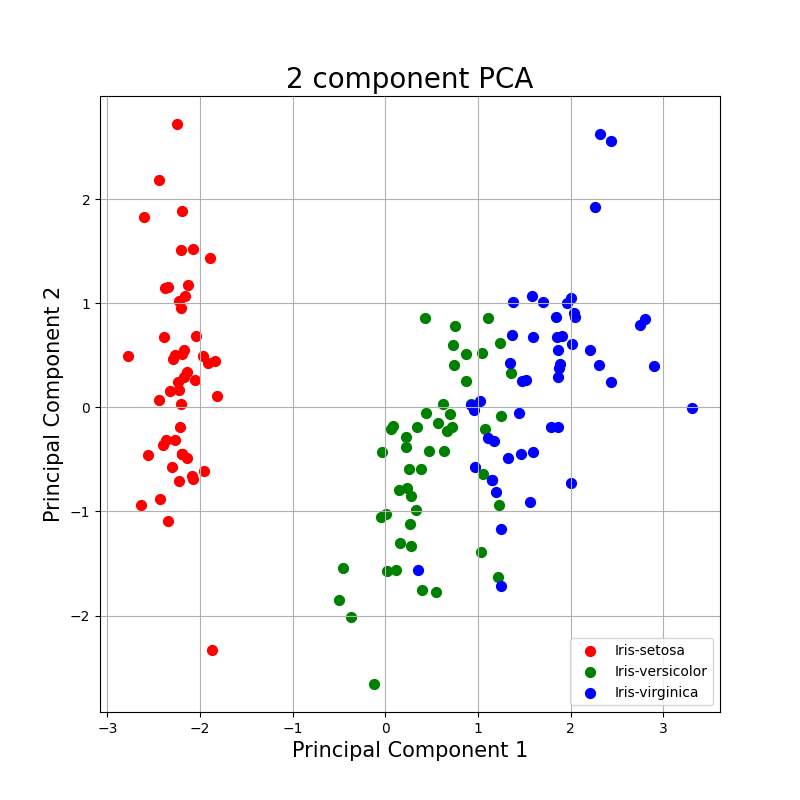 2 component PCA
Principal Component 2
2
1
0
−1
−2
−3
−2
−1
0
1
2
3
Principal Component 1
Iris-setosa
Iris-versicolor
Iris-virginica